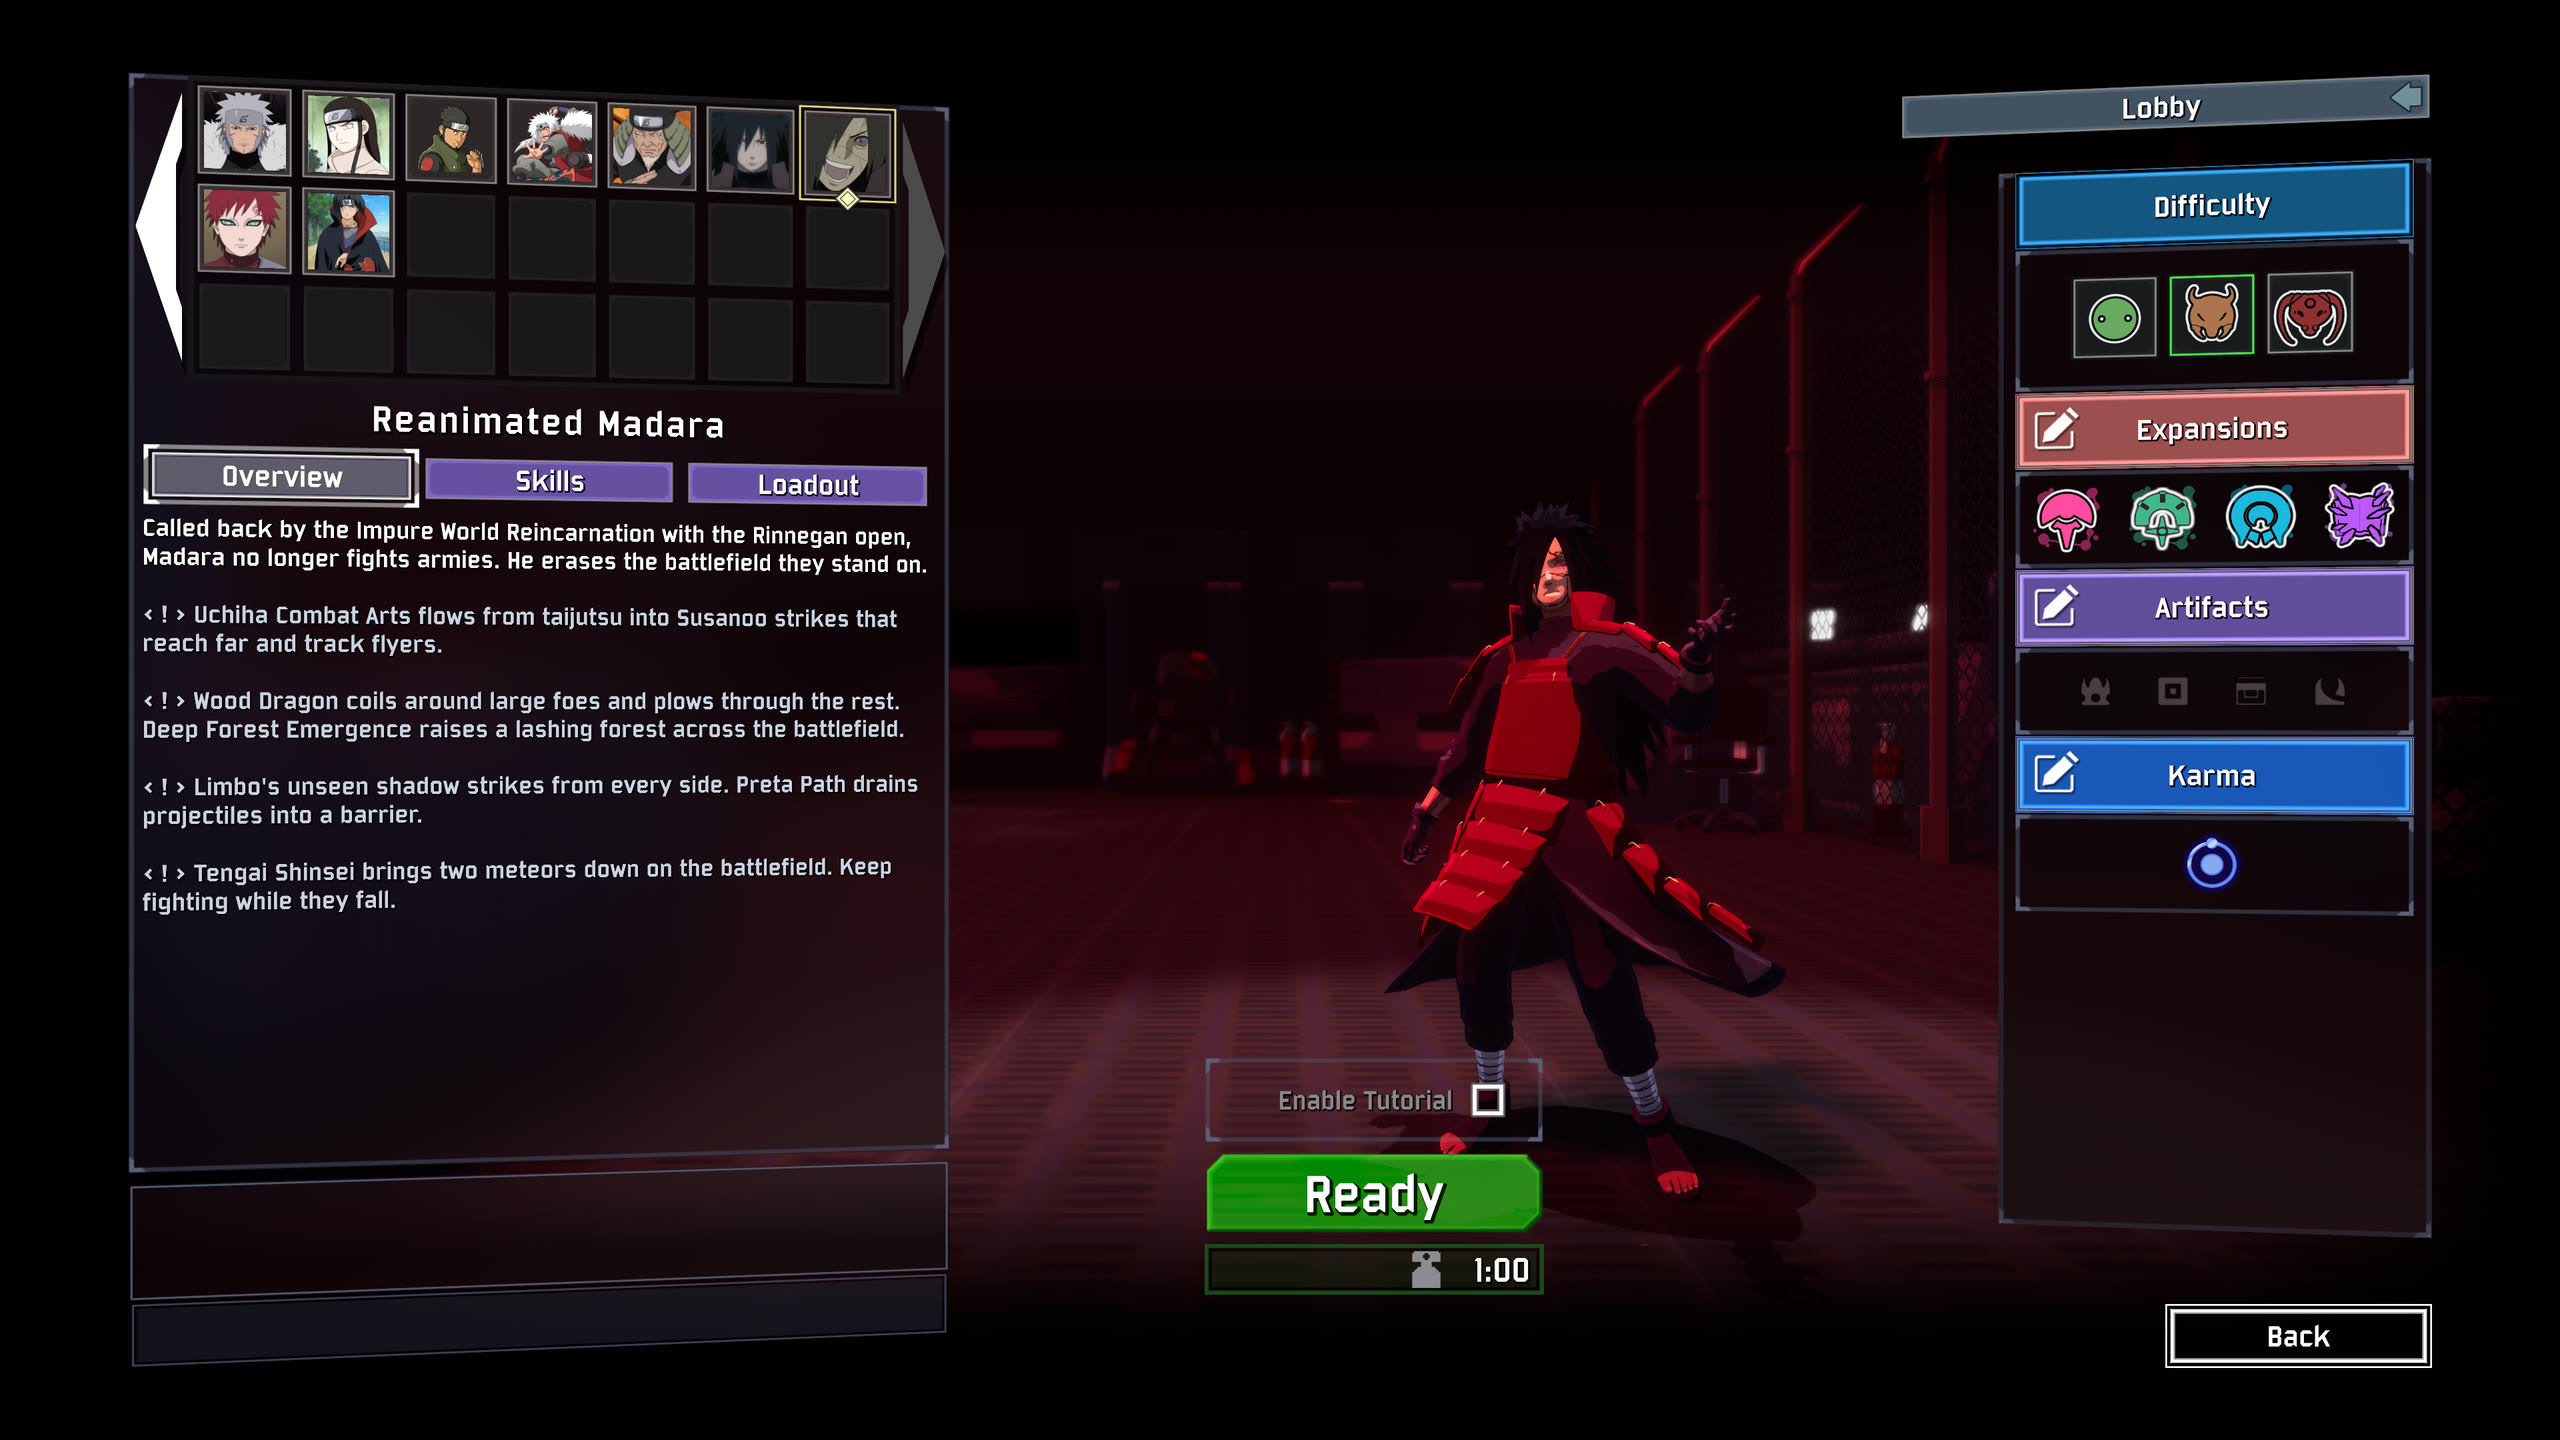 Lobby
Difficulty
Expansions
Artifacts
Karma
Reanimated Madara
Overview
Skills
Loadout
Called back by the Impure World Reincarnation with the Rinnegan open,
Madara no longer fights armies. He erases the battlefield they stand on.
< ! > Uchiha Combat Arts flows from taijutsu into Susanoo strikes that
reach far and track flyers.
< ! > Wood Dragon coils around large foes and plows through the rest.
Deep Forest Emergence raises a lashing forest across the battlefield.
< ! > Limbo's unseen shadow strikes from every side. Preta Path drains
projectiles into a barrier.
< ! > Tengai Shinsei brings two meteors down on the battlefield. Keep
fighting while they fall.
Enable Tutorial
Ready
1:00
Back